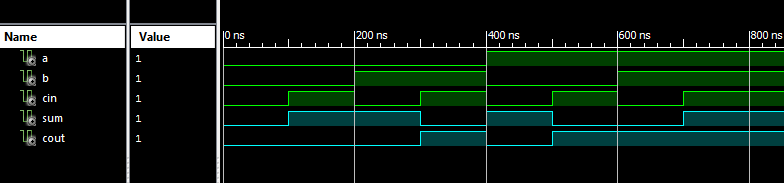 Name Value 0 ns 200 ns 400 ns 600 ns 800 ns
a 1
b 1
cin 1
sum 1
cout 1